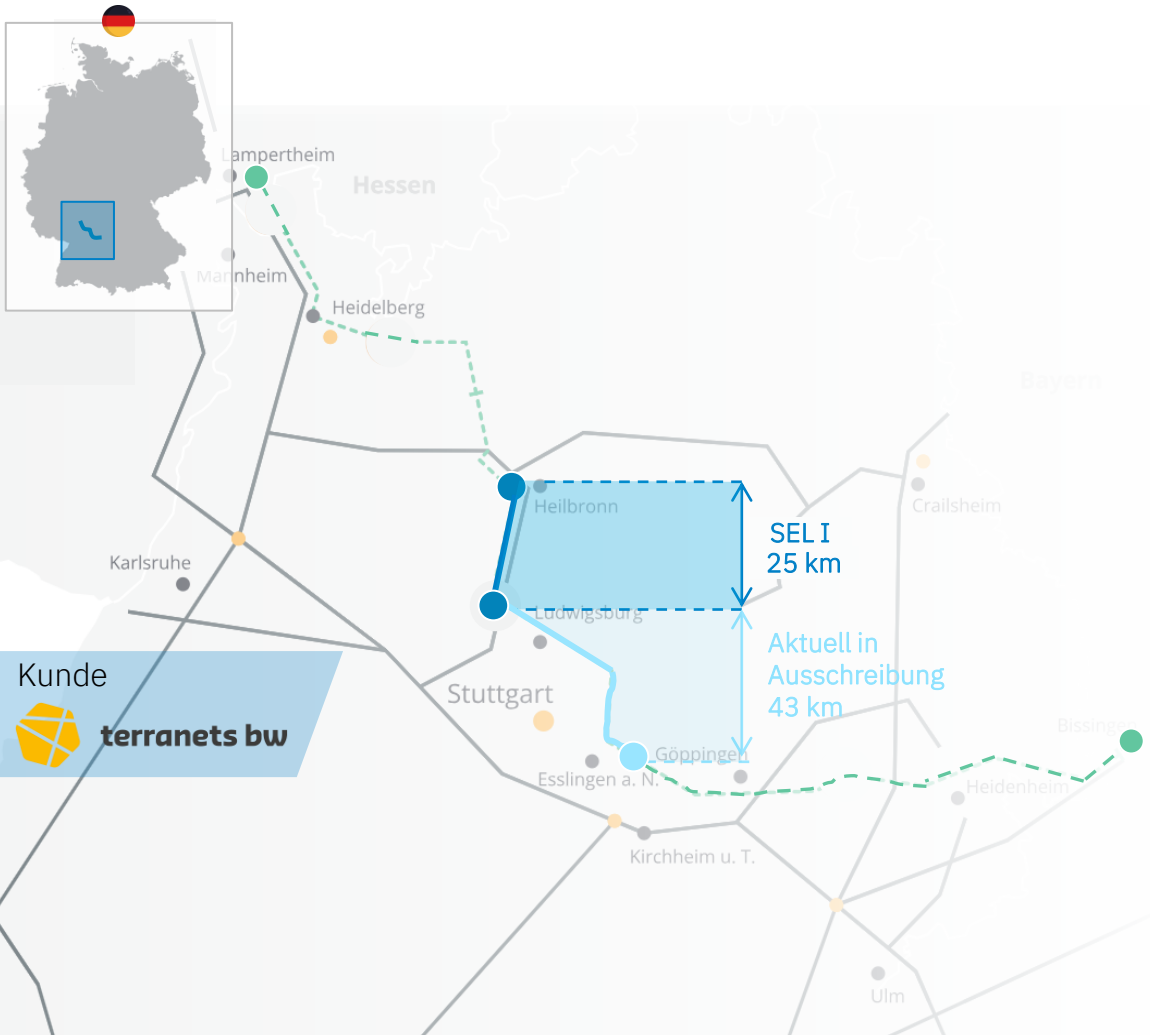 Lampertheim
Hessen
Mannheim
Heidelberg
Bayern
Heilbronn
Crailsheim
SEL I
25 km
Karlsruhe
Ludwigsburg
Aktuell in
Ausschreibung
43 km
Kunde
terranets bw
Stuttgart
Bissingen
Göppingen
Esslingen a. N.
Heidenheim
Kirchheim u. T.
Ulm